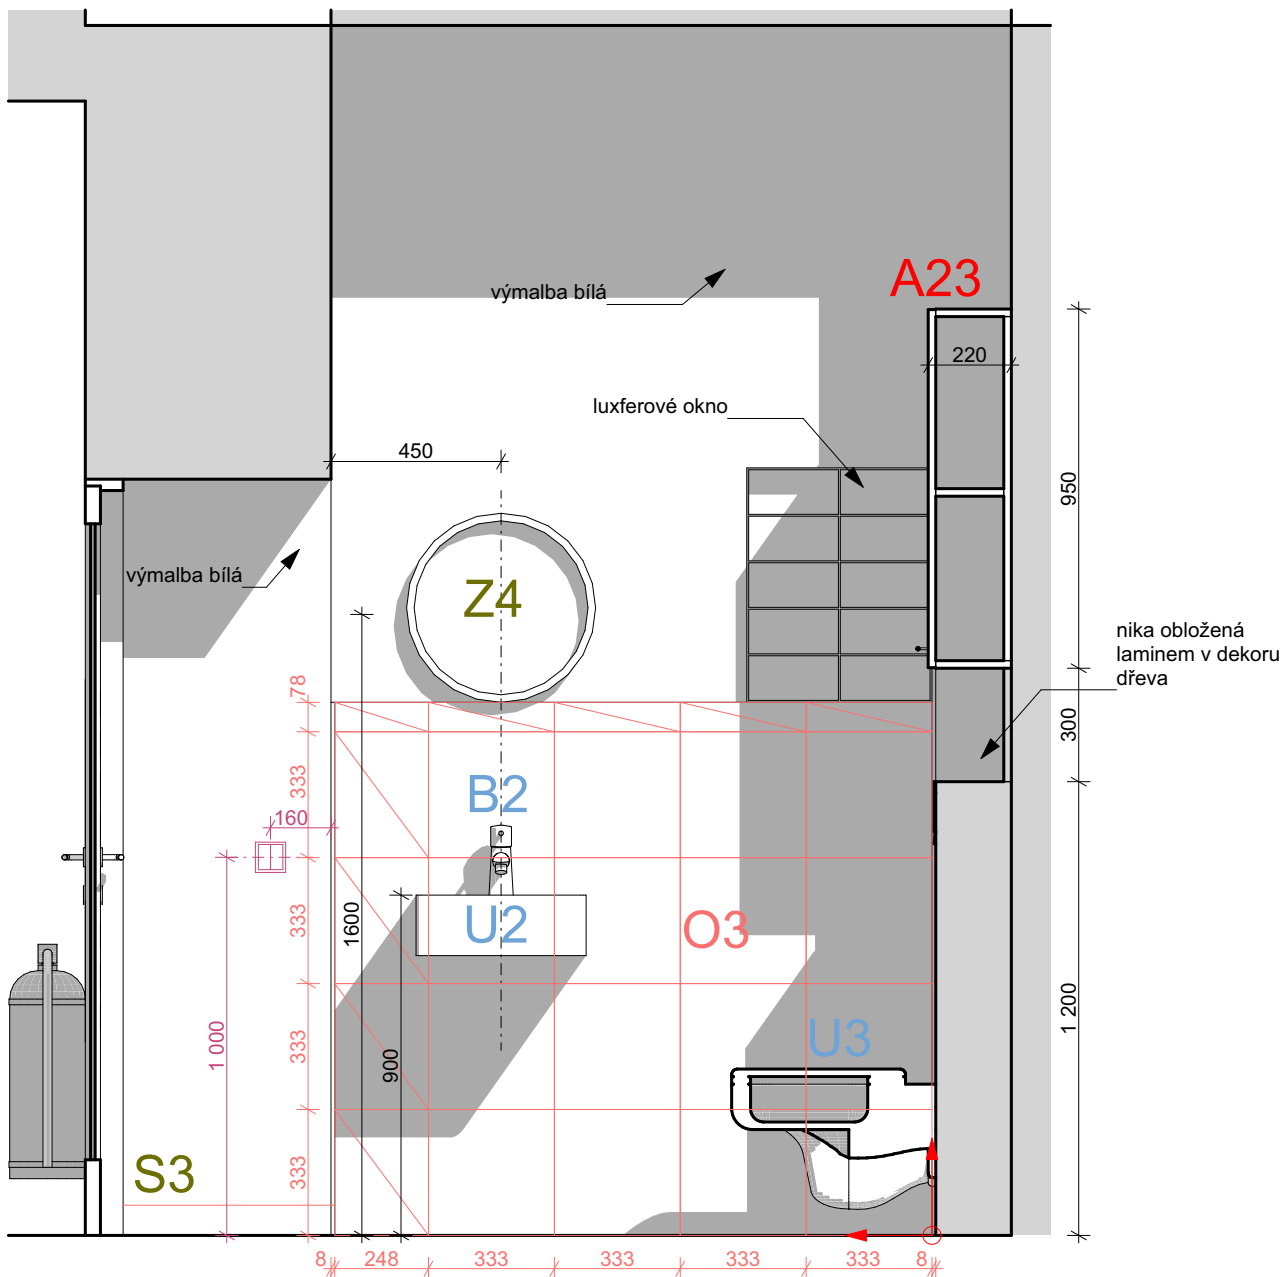 A23
výmalba bílá
220
luxferové okno
450
950
výmalba bílá
Z4
nika obložená
laminem v dekoru
dřeva
78
300
333
B2
160
1600
333
U2
O3
1 200
1 000
900
333
U3
S3
333
8
248
333
333
333
333
8